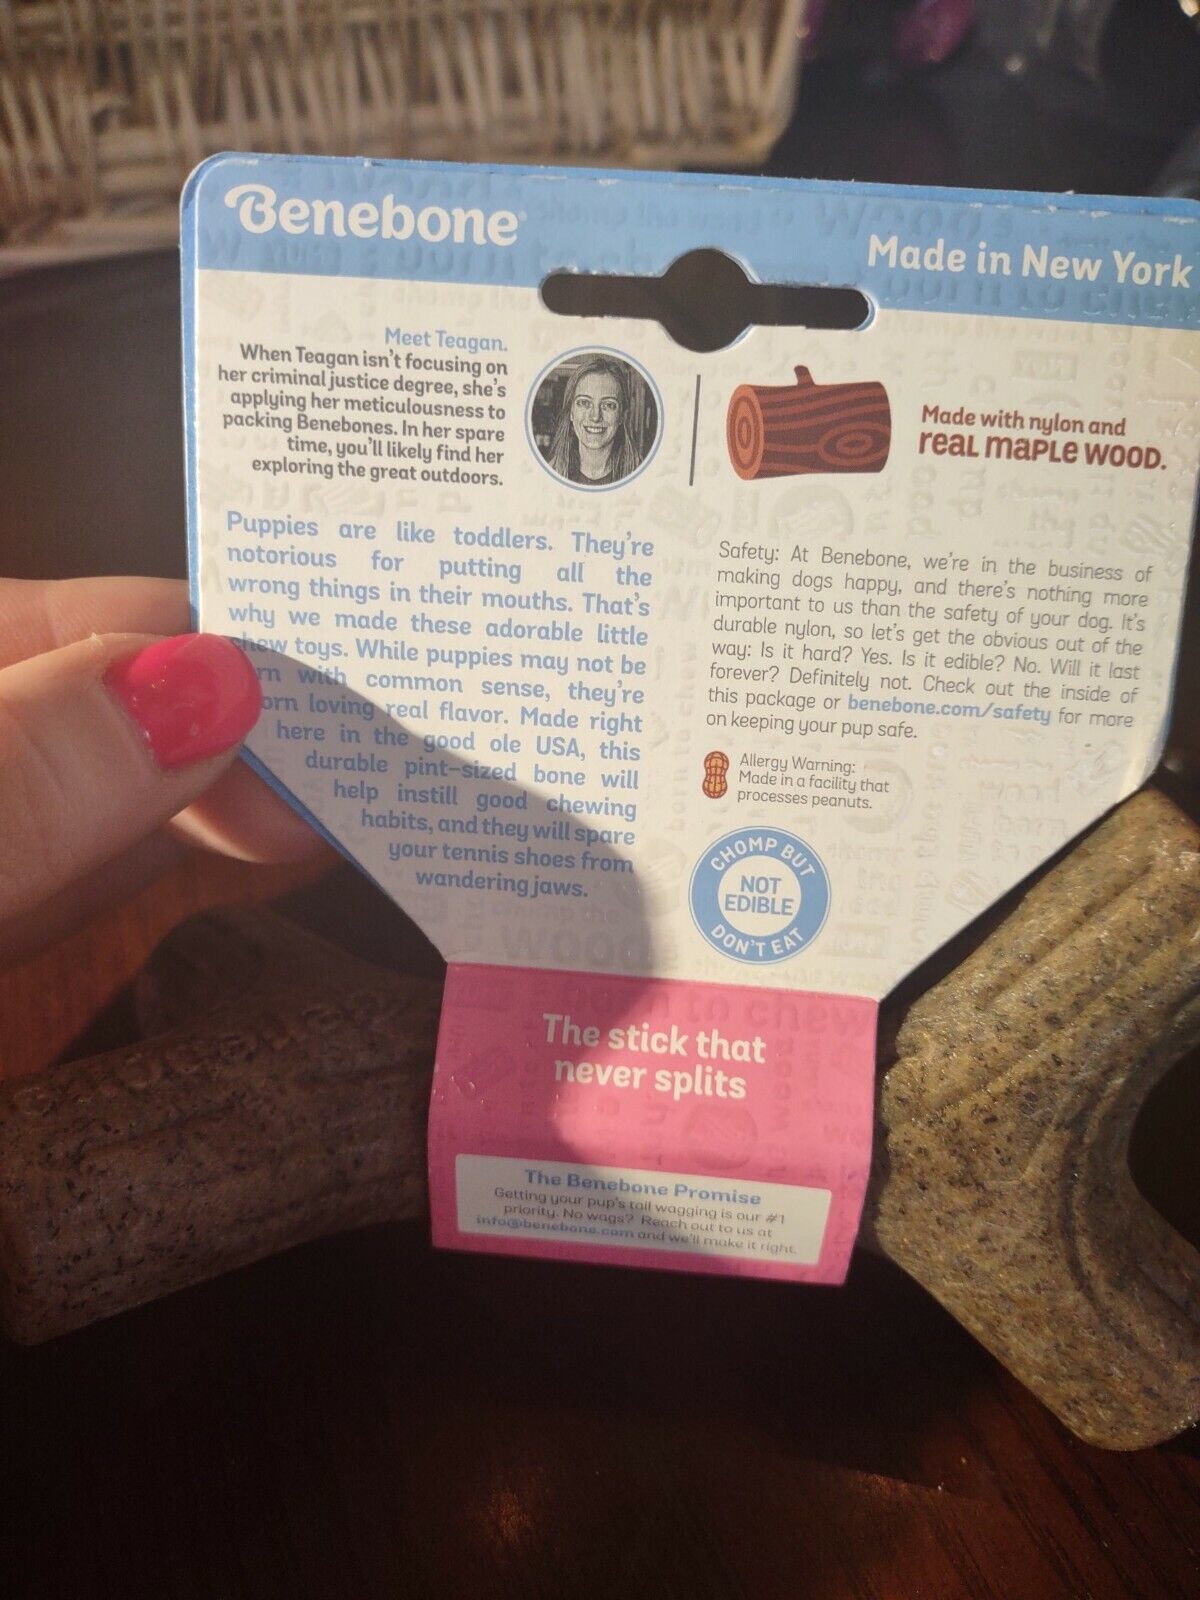 Benebone
Made in New York
Meet Teagan.
When Teagan isn't focusing on
her criminal justice degree, she's
applying her meticulousness to
packing Benebones. In her spare
time, you'll likely find her
exploring the great outdoors.
Made with nylon and
real maple wood.
Puppies are like toddlers. They're
notorious for putting all the
wrong things in their mouths. That's
why we made these adorable little
toys. While puppies may not be
with common sense, they're
loving real flavor. Made right
here in the good ole USA, this
durable pint-sized bone will
help instill good chewing
habits, and they will spare
your tennis shoes from
wandering jaws.
Safety: At Benebone, we're in the business of
making dogs happy, and there's nothing more
important to us than the safety of your dog. It's
durable nylon, so let's get the obvious out of the
way: Is it hard? Yes. Is it edible? No. Will it last
forever? Definitely not. Check out the inside of
this package or benebone.com/safety for more
on keeping your pup safe.
Allergy Warning:
Made in a facility that
processes peanuts.
CHOMP BUT
NOT
EDIBLE
DON'T EAT
The stick that
never splits
The Benebone Promise
Getting your pup's tail wagging is our #1
priority. No wags? Reach out to us at
info@benebone.com and we'll make it right.